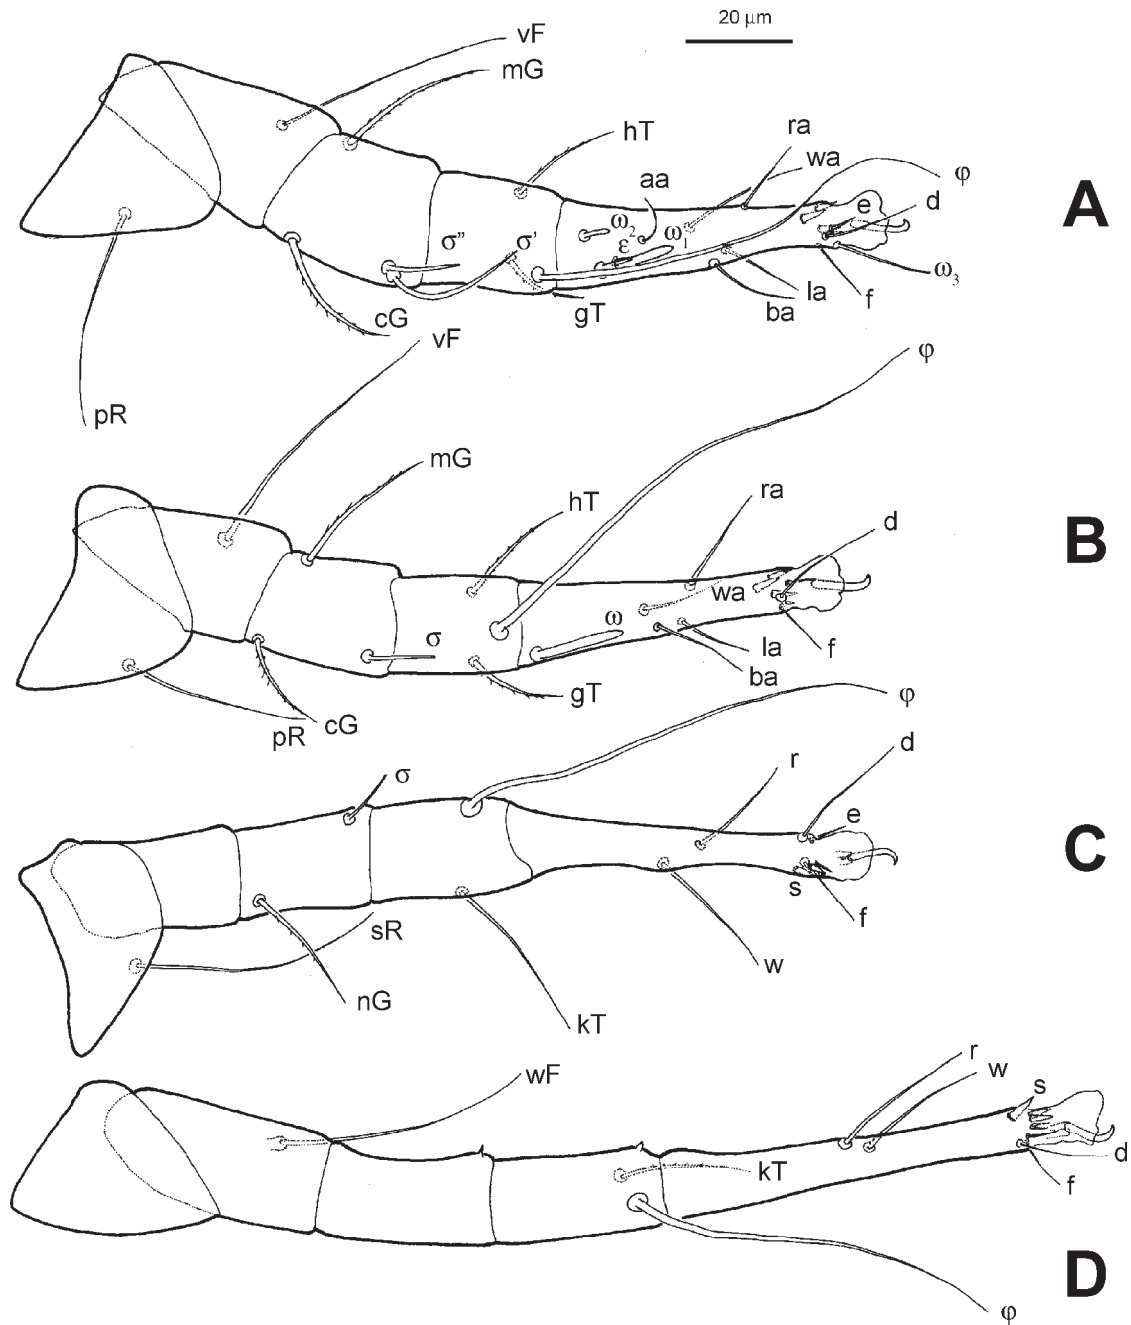 20 µm
vF
mG
hT
ra
wa
aa
φ
A
ω₂
ε
ω₁
e
d
σ"
σ'
ω₃
cG
gT
la
ba
f
pR
vF
φ
mG
hT
ra
d
B
wa
ω
σ
la
ba
f
gT
pR
cG
φ
σ
r
d
e
C
s
f
sR
nG
w
kT
wF
r
w
s
kT
d
f
D
φ